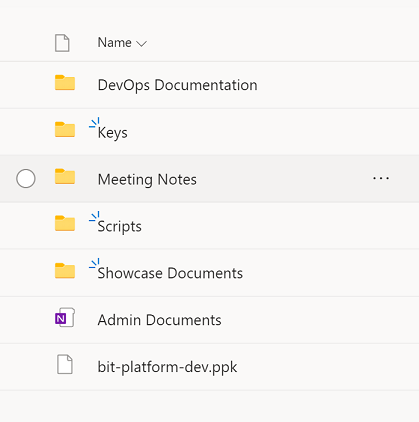 Name
DevOps Documentation
Keys
Meeting Notes
Scripts
Showcase Documents
N
Admin Documents
bit-platform-dev.ppk